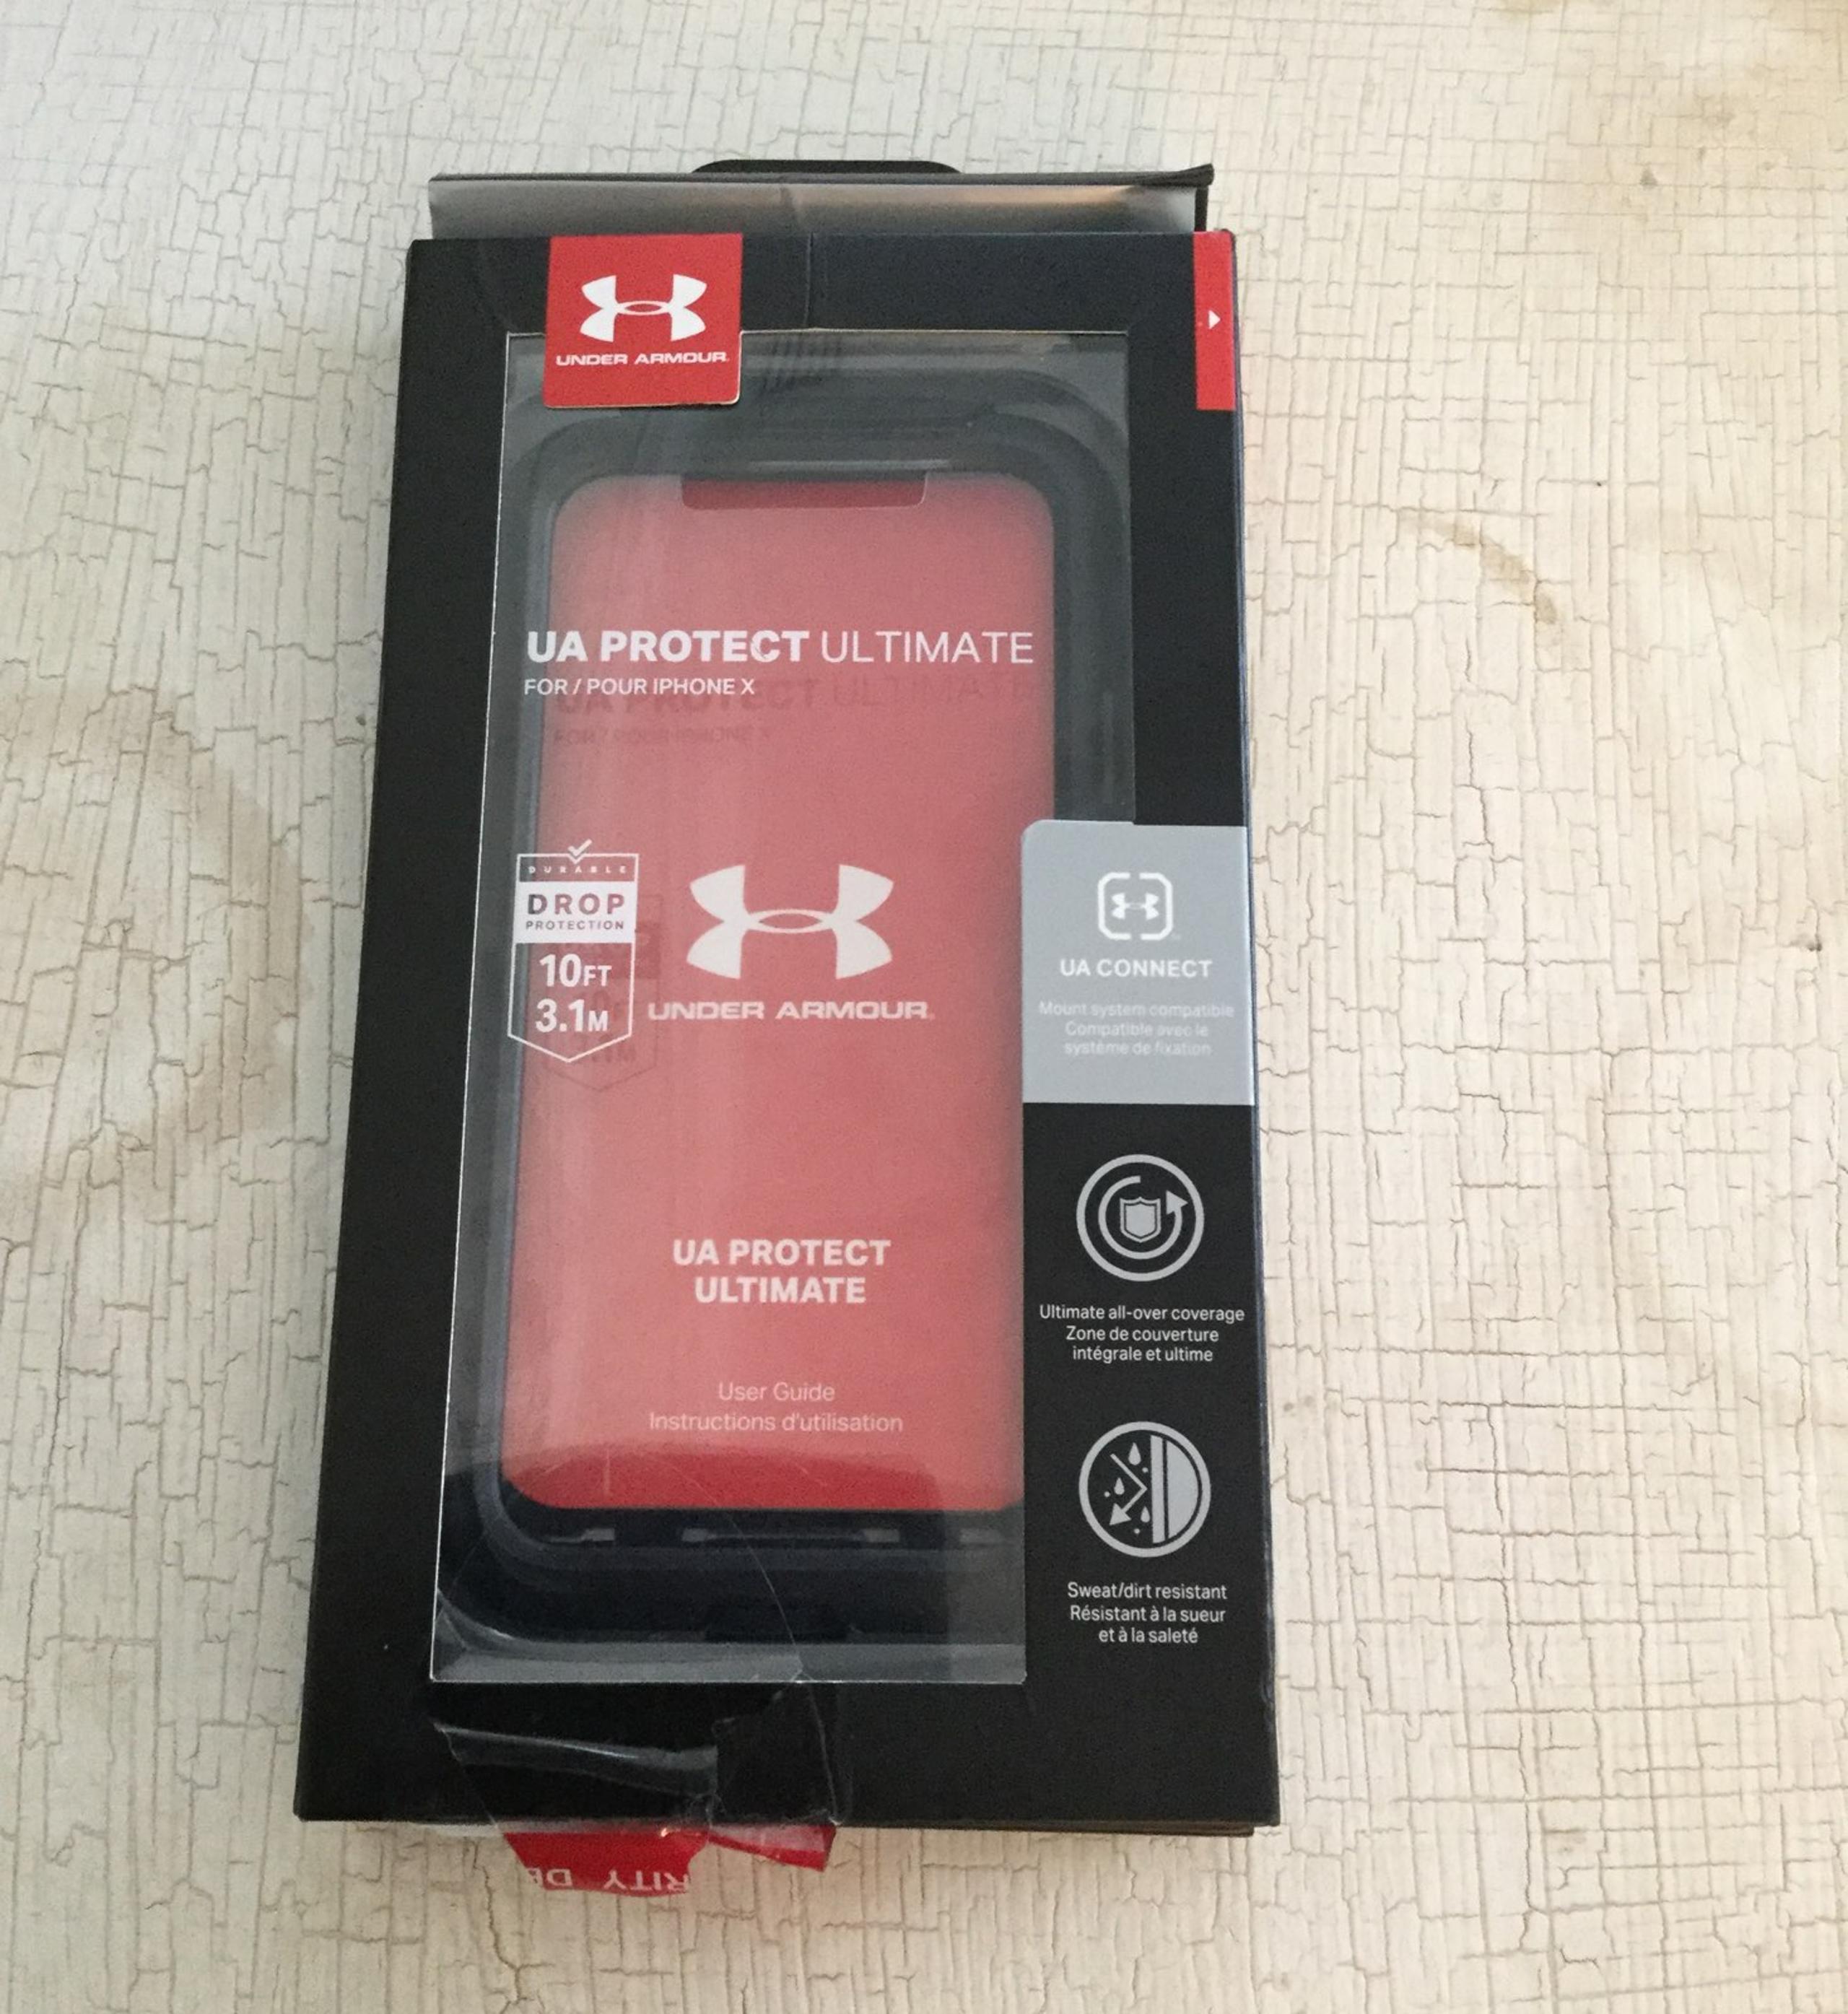 UNDER ARMOUR
UA PROTECT ULTIMATE
FOR / POUR IPHONE X
DURABLE
DROP
PROTECTION
10FT
3.1M
UNDER ARMOUR
UA PROTECT
ULTIMATE
User Guide
Instructions d'utilisation
UA CONNECT
Mount system compatible
Compatible avec le
système de fixation
Ultimate all-over coverage
Zone de couverture
intégrale et ultime
Sweat/dirt resistant
Résistant à la sueur
et à la saleté